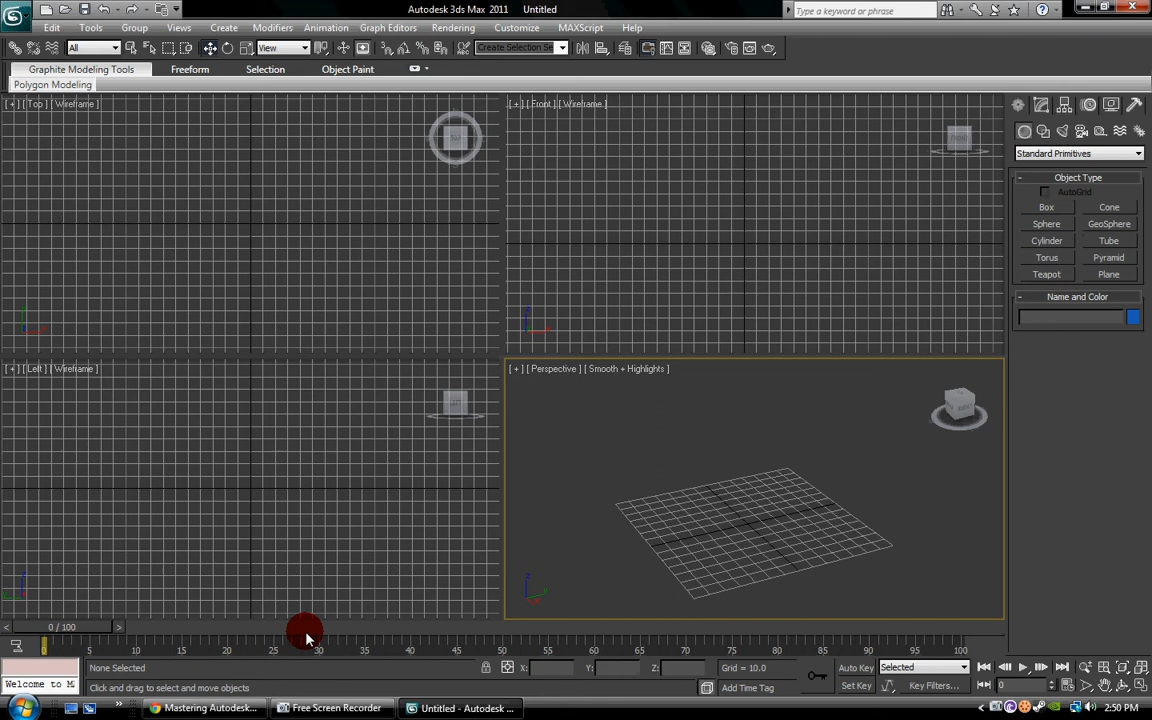 Autodesk 3ds Max 2011 Untitled
Type a keyword or phrase
Edit Tools Group Views Create Modifiers Animation Graph Editors Rendering Customize MAXScript Help
All View Create Selection Se
Graphite Modeling Tools Freeform Selection Object Paint
Polygon Modeling
[ + ] [ Top ] [ Wireframe ]
[ + ] [ Front ] [ Wireframe ]
TOP
FRONT
Standard Primitives
Object Type
AutoGrid
Box Cone
Sphere GeoSphere
Cylinder Tube
Torus Pyramid
Teapot Plane
Name and Color
[ + ] [ Left ] [ Wireframe ]
[ + ] [ Perspective ] [ Smooth + Highlights ]
LEFT
0 / 100
0 5 10 15 20 25 30 35 40 45 50 55 60 65 70 75 80 85 90 95 100
None Selected X: Y: Z: Grid = 10.0 Auto Key Selected
Welcome to M Click and drag to select and move objects Add Time Tag Set Key Key Filters... 0
Mastering Autodesk... Free Screen Recorder Untitled - Autodesk ... 2:50 PM